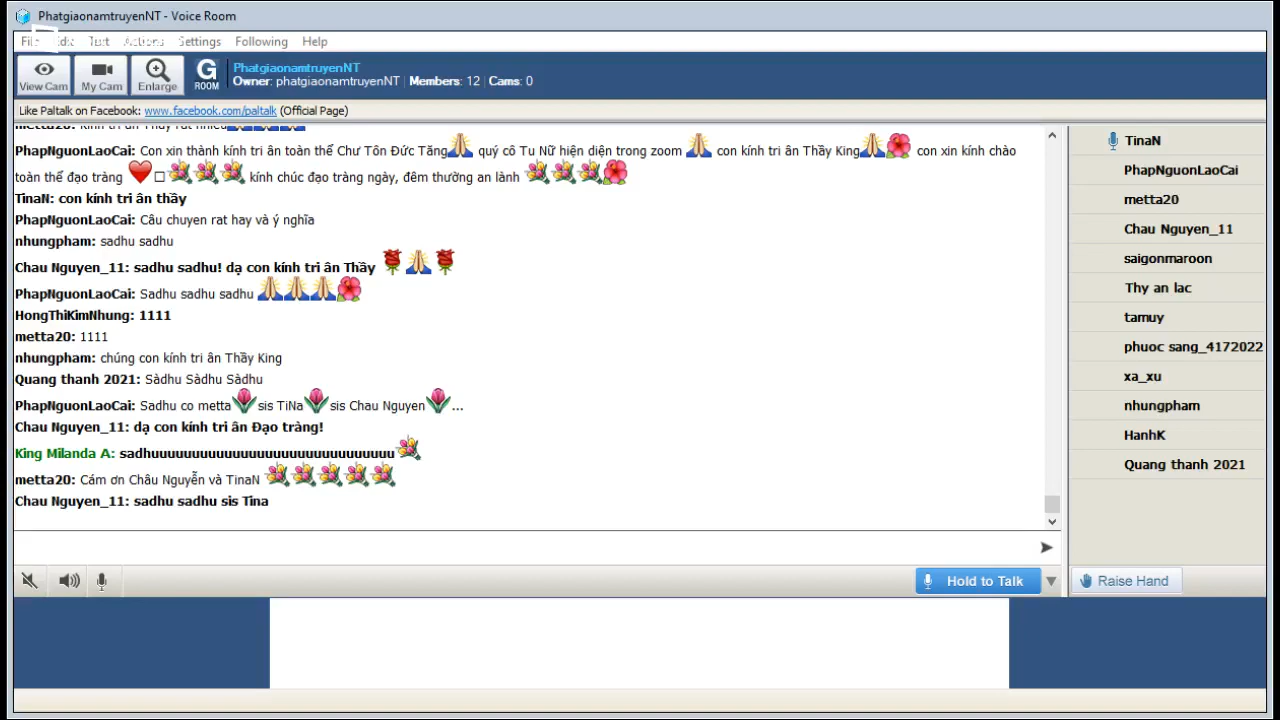 PhatgiaonamtruyenNT - Voice Room
Settings Following Help
View Cam My Cam Enlarge G ROOM
PhatgiaonamtruyenNT
Owner: phatgiaonamtruyenNT | Members: 12 | Cams: 0
Like Paltalk on Facebook: www.facebook.com/paltalk (Official Page)
metta20: Kính tri ân Thầy rất nhiều
PhapNguonLaoCai: Con xin thành kính tri ân toàn thể Chư Tôn Đức Tăng quý cô Tu Nữ hiện diện trong zoom con kính tri ân Thầy King con xin kính chào
toàn thể đạo tràng kính chúc đạo tràng ngày, đêm thường an lành
TinaN: con kính tri ân thầy
PhapNguonLaoCai: Câu chuyen rat hay và ý nghĩa
nhungpham: sadhu sadhu
Chau Nguyen_11: sadhu sadhu! dạ con kính tri ân Thầy
PhapNguonLaoCai: Sadhu sadhu sadhu
HongThiKimNhung: 1111
metta20: 1111
nhungpham: chúng con kính tri ân Thầy King
Quang thanh 2021: Sàdhu Sàdhu Sàdhu
PhapNguonLaoCai: Sadhu co metta sis TiNa sis Chau Nguyen ...
Chau Nguyen_11: dạ con kính tri ân Đạo tràng!
King Milanda A: sadhuuuuuuuuuuuuuuuuuuuuuuuuuuuuuu
metta20: Cám ơn Châu Nguyễn và TinaN
Chau Nguyen_11: sadhu sadhu sis Tina
Hold to Talk
TinaN
PhapNguonLaoCai
metta20
Chau Nguyen_11
saigonmaroon
Thy an lac
tamuy
phuoc sang_4172022
xa_xu
nhungpham
HanhK
Quang thanh 2021
Raise Hand